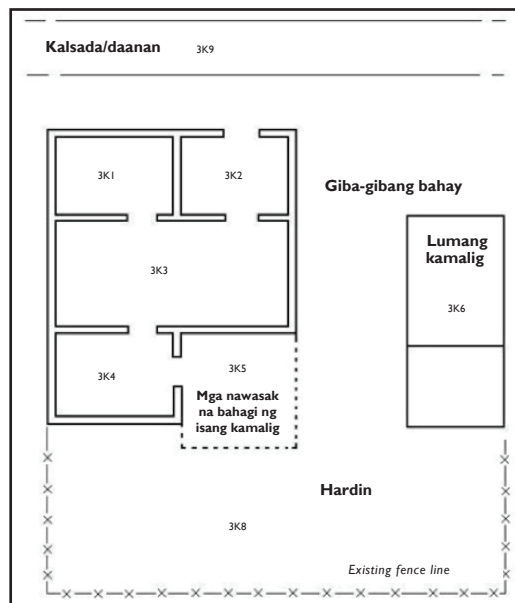 Kalsada/daanan 3K9
3K1
3K2
Giba-gibang bahay
Lumang
kamalig
3K3
3K6
3K4
3K5
Mga nawasak
na bahagi ng
isang kamalig
Hardin
3K8
Existing fence line